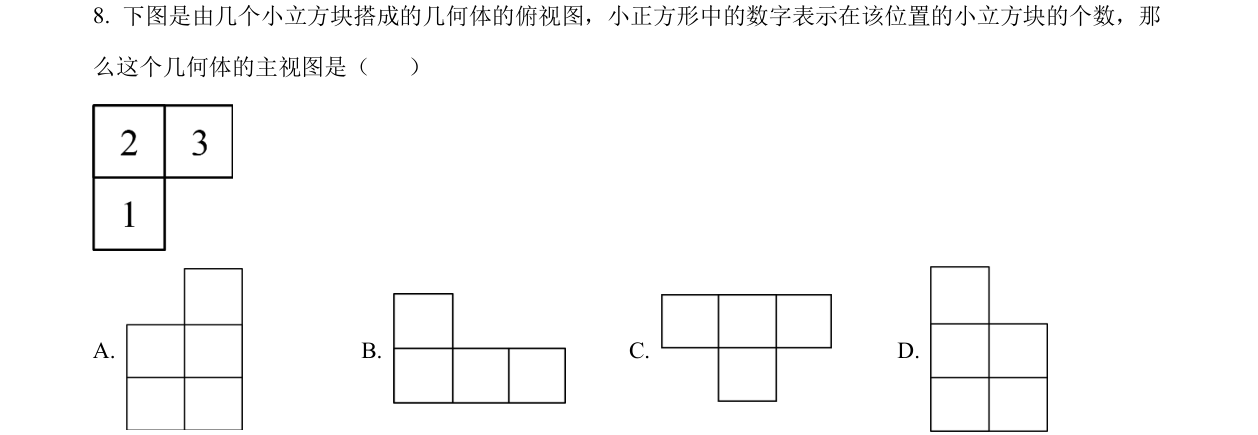 8. 下图是由几个小立方块搭成的几何体的俯视图，小正方形中的数字表示在该位置的小立方块的个数，那
么这个几何体的主视图是（　　）
2 3
1
A. B. C. D.